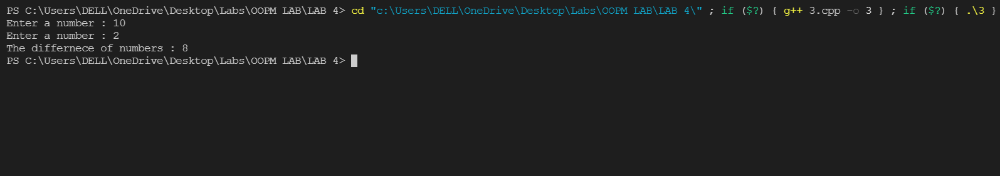 PS C:\Users\DELL\OneDrive\Desktop\Labs\OOPM LAB\LAB 4> cd "c:\Users\DELL\OneDrive\Desktop\Labs\OOPM LAB\LAB 4\" ; if ($?) { g++ 3.cpp -o 3 } ; if ($?) { .\3 }
Enter a number : 10
Enter a number : 2
The differnece of numbers : 8
PS C:\Users\DELL\OneDrive\Desktop\Labs\OOPM LAB\LAB 4>